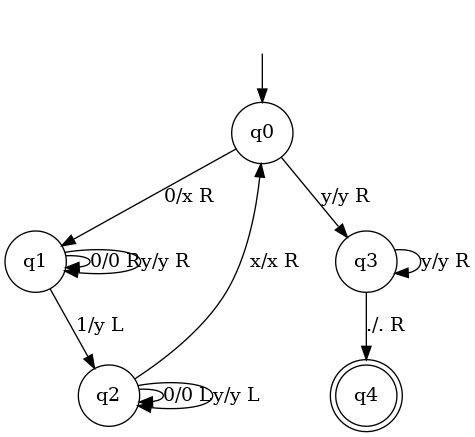 q0
0/x R
y/y R
q1
0/0 R
y/y R
x/x R
q3
y/y R
1/y L
./. R
q2
0/0 L
y/y L
q4